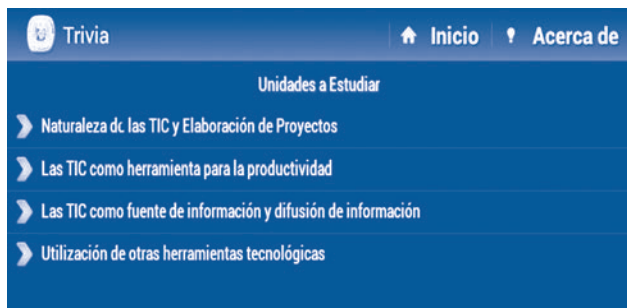 Trivia Inicio Acerca de
Unidades a Estudiar
Naturaleza de las TIC y Elaboración de Proyectos
Las TIC como herramienta para la productividad
Las TIC como fuente de información y difusión de información
Utilización de otras herramientas tecnológicas